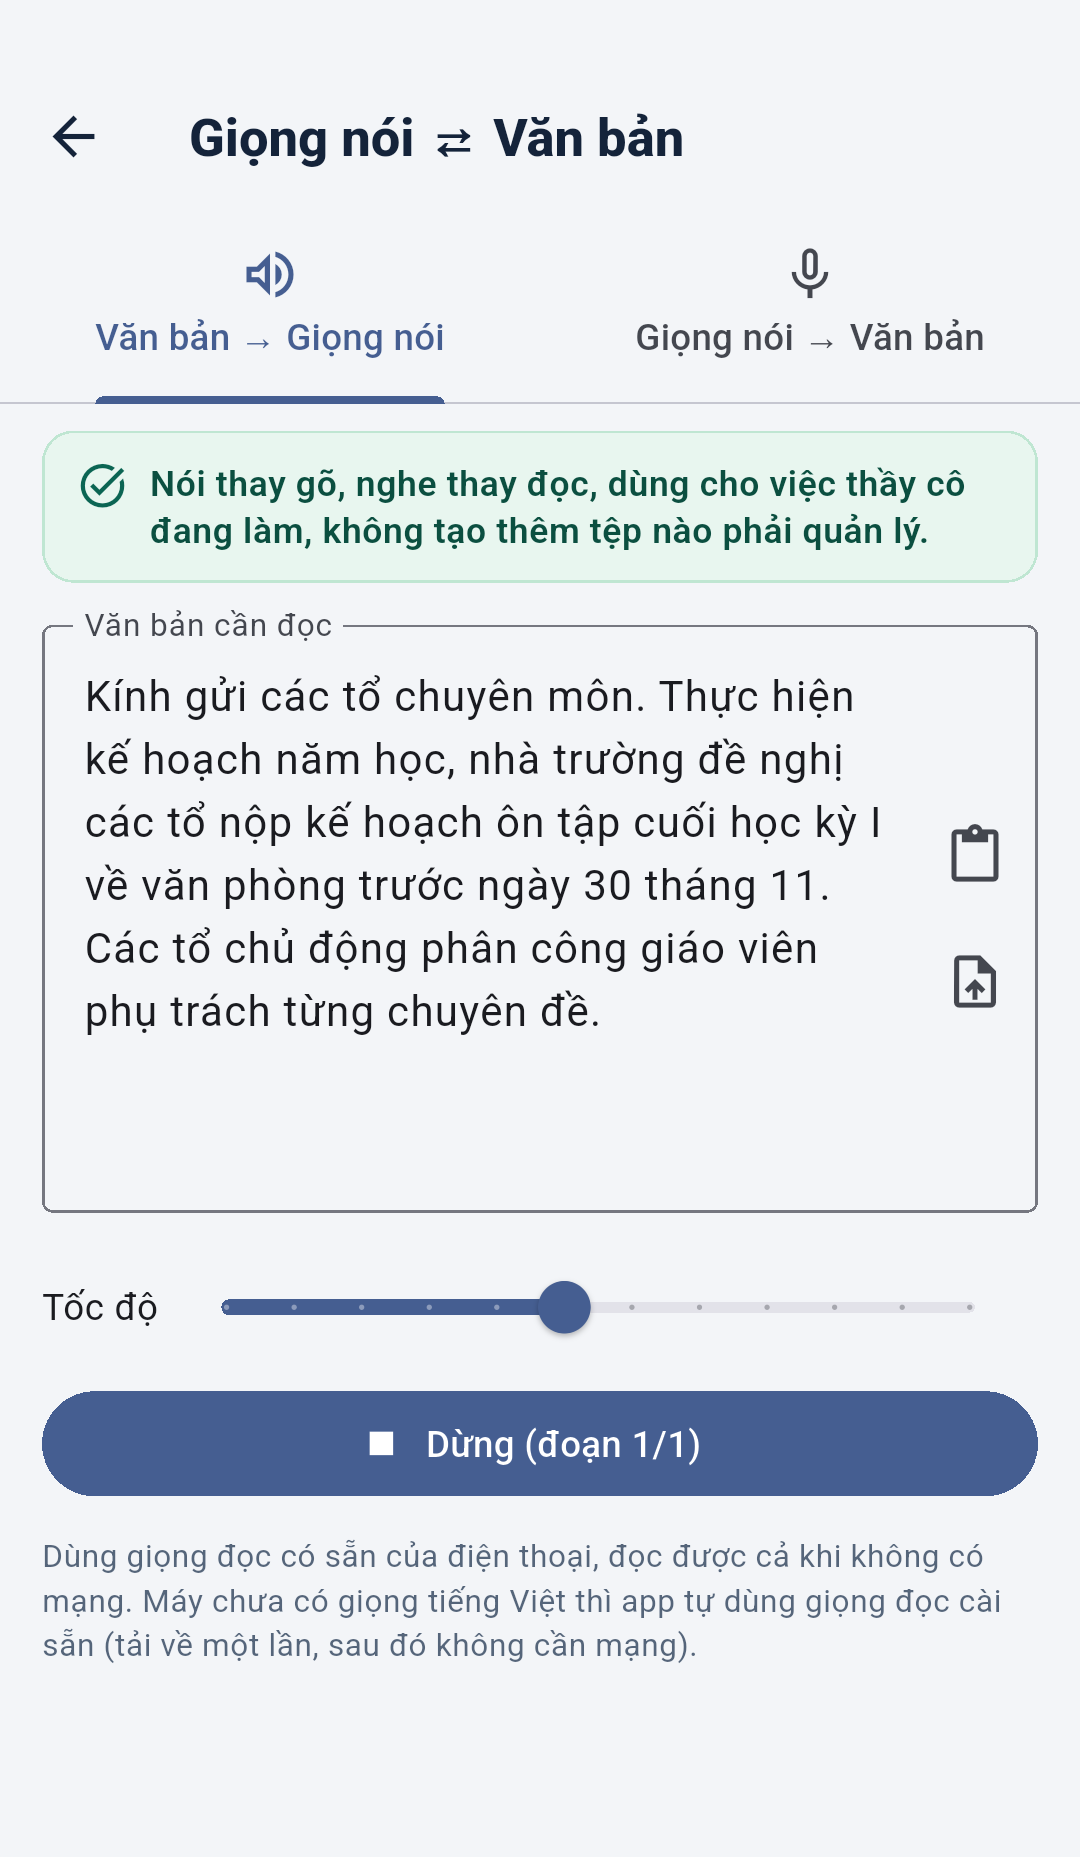 Giọng nói ⇄ Văn bản
Văn bản → Giọng nói
Giọng nói → Văn bản
Nói thay gõ, nghe thay đọc, dùng cho việc thầy cô
đang làm, không tạo thêm tệp nào phải quản lý.
Văn bản cần đọc
Kính gửi các tổ chuyên môn. Thực hiện
kế hoạch năm học, nhà trường đề nghị
các tổ nộp kế hoạch ôn tập cuối học kỳ I
về văn phòng trước ngày 30 tháng 11.
Các tổ chủ động phân công giáo viên
phụ trách từng chuyên đề.
Tốc độ
Dừng (đoạn 1/1)
Dùng giọng đọc có sẵn của điện thoại, đọc được cả khi không có
mạng. Máy chưa có giọng tiếng Việt thì app tự dùng giọng đọc cài
sẵn (tải về một lần, sau đó không cần mạng).